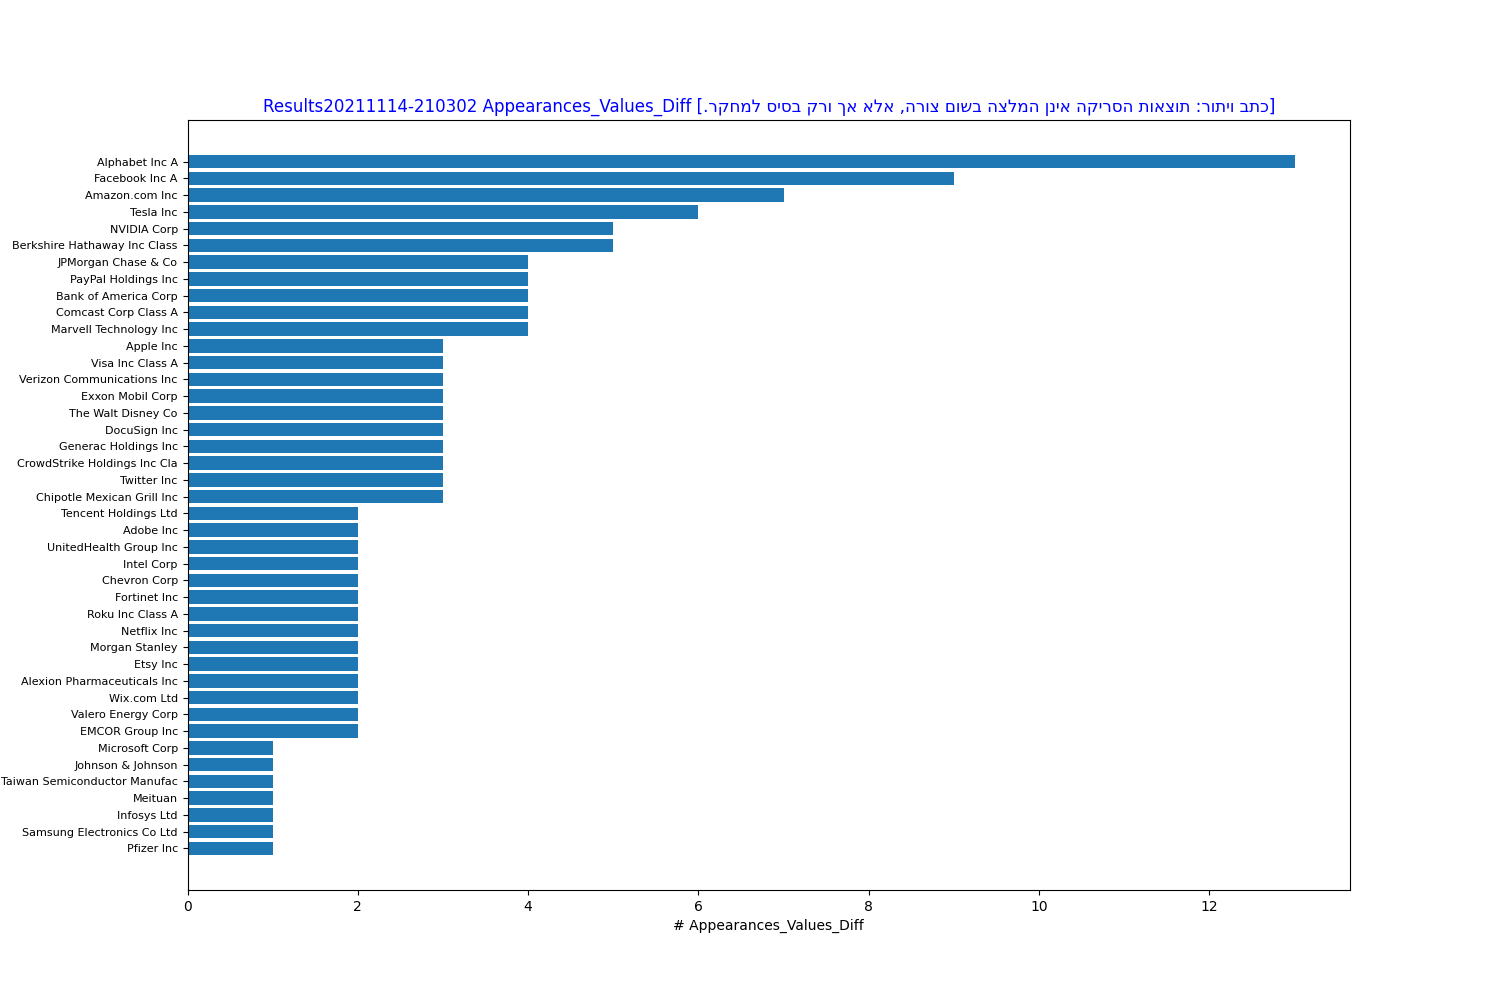 Results20211114-210302 Appearances_Values_Diff [כתב ויתור: תוצאות הסריקה אינן המלצה בשום צורה, אלא אך ורק בסיס למחקר.]
Alphabet Inc A
Facebook Inc A
Amazon.com Inc
Tesla Inc
NVIDIA Corp
Berkshire Hathaway Inc Class
JPMorgan Chase & Co
PayPal Holdings Inc
Bank of America Corp
Comcast Corp Class A
Marvell Technology Inc
Apple Inc
Visa Inc Class A
Verizon Communications Inc
Exxon Mobil Corp
The Walt Disney Co
DocuSign Inc
Generac Holdings Inc
CrowdStrike Holdings Inc Cla
Twitter Inc
Chipotle Mexican Grill Inc
Tencent Holdings Ltd
Adobe Inc
UnitedHealth Group Inc
Intel Corp
Chevron Corp
Fortinet Inc
Roku Inc Class A
Netflix Inc
Morgan Stanley
Etsy Inc
Alexion Pharmaceuticals Inc
Wix.com Ltd
Valero Energy Corp
EMCOR Group Inc
Microsoft Corp
Johnson & Johnson
Taiwan Semiconductor Manufac
Meituan
Infosys Ltd
Samsung Electronics Co Ltd
Pfizer Inc
0 2 4 6 8 10 12
# Appearances_Values_Diff